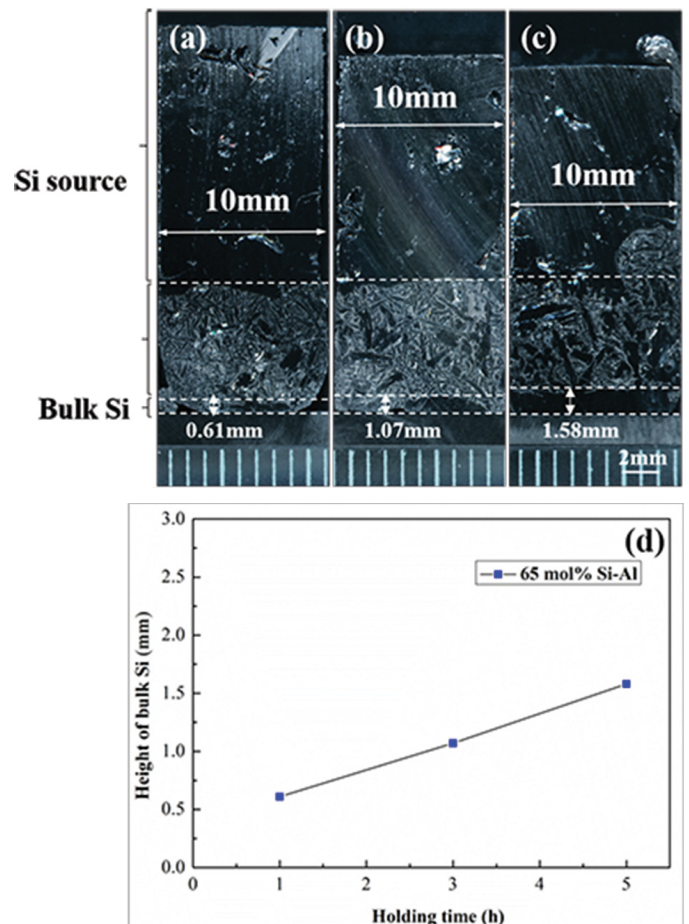 (a)
(b)
(c)
Si source
10mm
10mm
10mm
Bulk Si
0.61mm
1.07mm
1.58mm
2mm
(d)
65 mol% Si-Al
Height of bulk Si (mm)
3.0
2.5
2.0
1.5
1.0
0.5
0.0
0
1
2
3
4
5
Holding time (h)